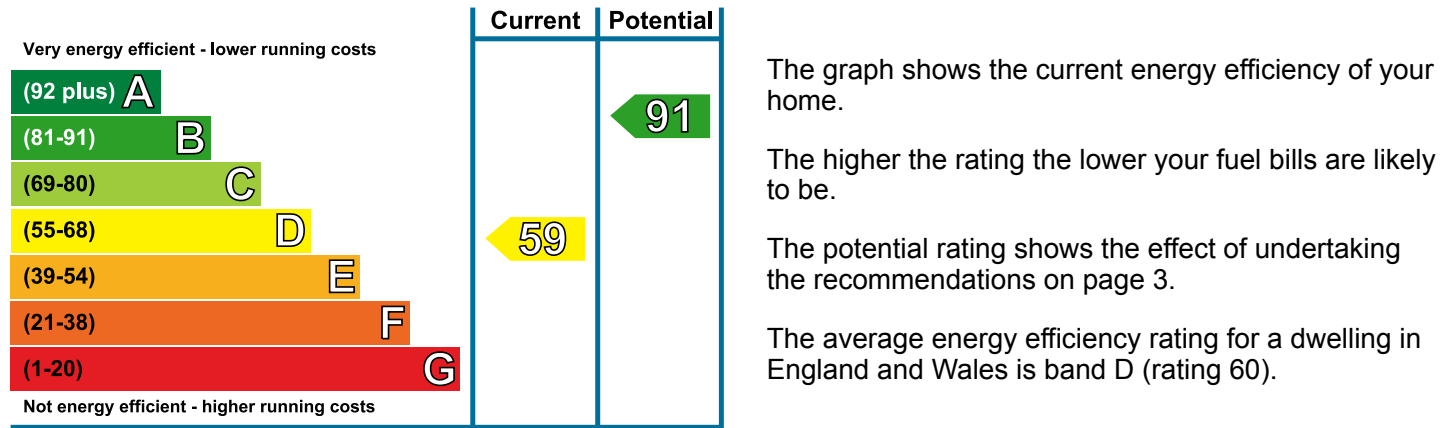 Current Potential
Very energy efficient - lower running costs
(92 plus) A
91
(81-91) B
(69-80) C
(55-68) D
59
(39-54) E
(21-38) F
(1-20) G
Not energy efficient - higher running costs
The graph shows the current energy efficiency of your
home.
The higher the rating the lower your fuel bills are likely
to be.
The potential rating shows the effect of undertaking
the recommendations on page 3.
The average energy efficiency rating for a dwelling in
England and Wales is band D (rating 60).